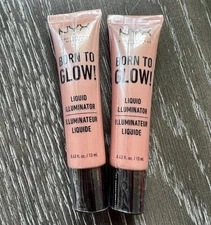 NYX
BORN TO
GLOW!
LIQUID
ILLUMINATOR
ILLUMINATEUR
LIQUIDE
NYX
BORN TO
GLOW!
LIQUID
ILLUMINATOR
ILLUMINATEUR
LIQUIDE